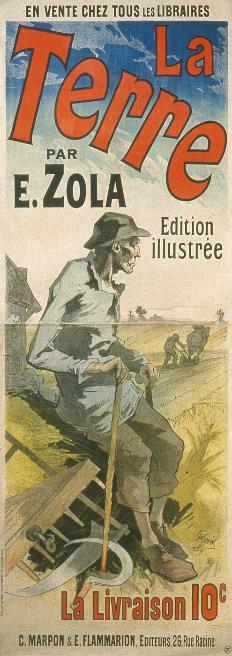 EN VENTE CHEZ TOUS LES LIBRAIRES
La
Terre
PAR
E. ZOLA
Edition
illustrée
La Livraison 10c
C. MARPON & E. FLAMMARION, EDITEURS, 26, Rue Racine